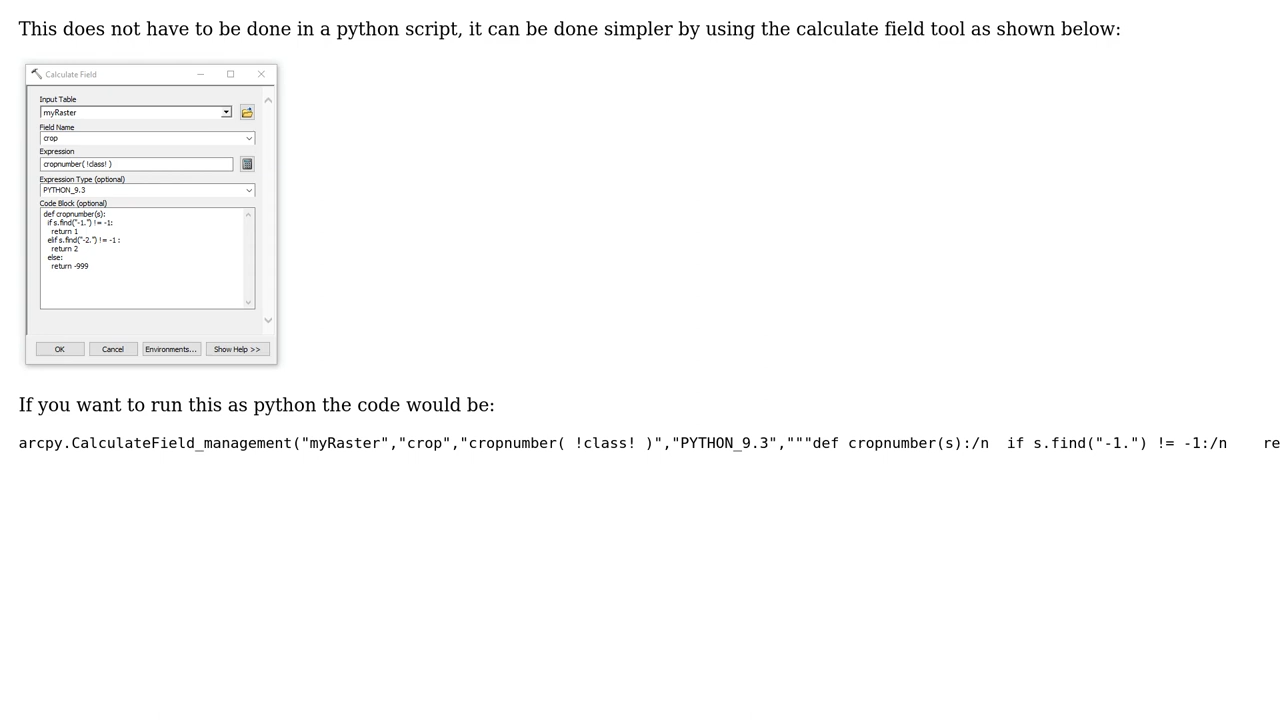 This does not have to be done in a python script, it can be done simpler by using the calculate field tool as shown below:
Calculate Field
Input Table
myRaster
Field Name
crop
Expression
cropnumber( !class! )
Expression Type (optional)
PYTHON_9.3
Code Block (optional)
def cropnumber(s):
  if s.find("-1.") != -1:
    return 1
  elif s.find("-2.") != -1 :
    return 2
  else:
    return -999
OK Cancel Environments... Show Help >>
If you want to run this as python the code would be:
arcpy.CalculateField_management("myRaster","crop","cropnumber( !class! )","PYTHON_9.3","""def cropnumber(s):/n  if s.find("-1.") != -1:/n    re